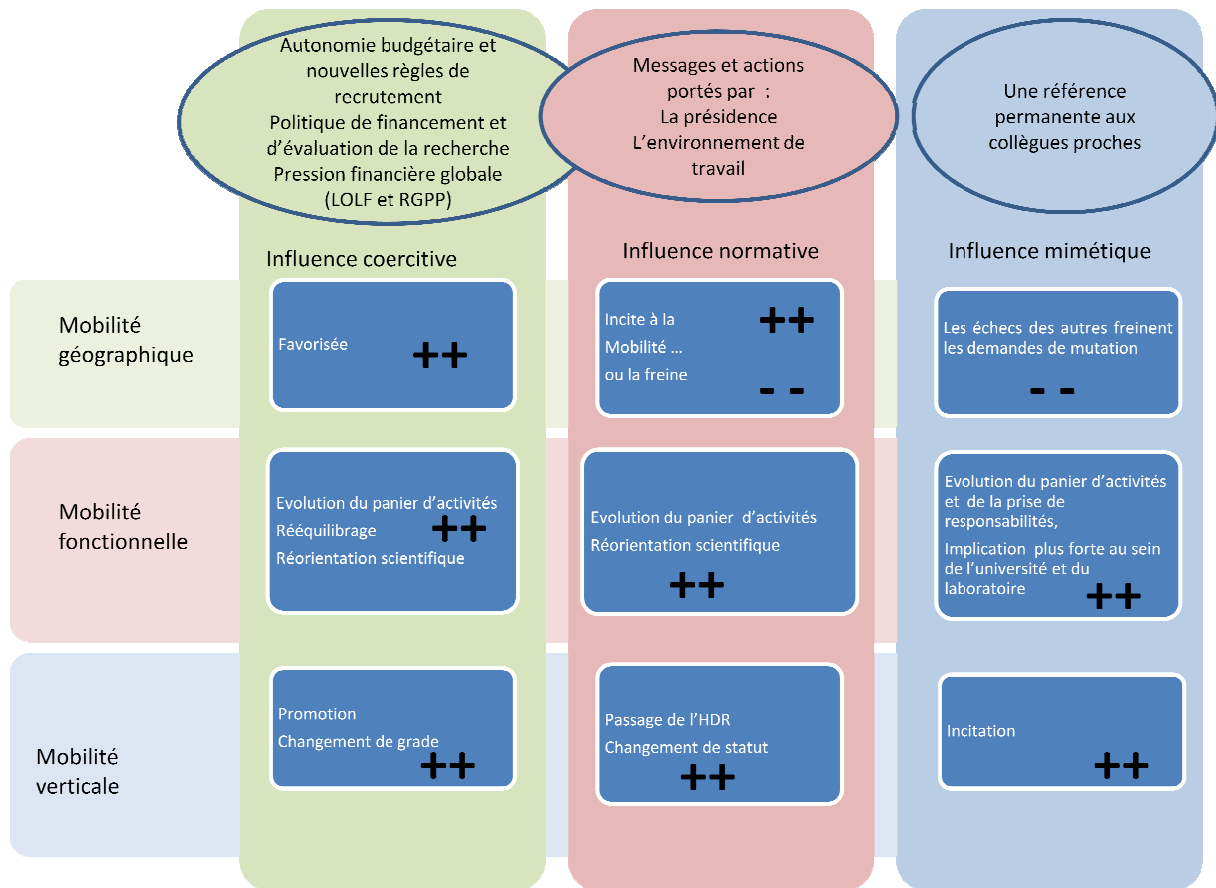 Autonomie budgétaire et
nouvelles règles de
recrutement
Politique de financement et
d'évaluation de la recherche
Pression financière globale
(LOLF et RGPP)
Messages et actions
portés par :
La présidence
L'environnement de
travail
Une référence
permanente aux
collègues proches
Influence coercitive
Influence normative
Influence mimétique
Mobilité
géographique
Favorisée
++
Incite à la
Mobilité ...
ou la freine
++
- -
Les échecs des autres freinent
les demandes de mutation
- -
Mobilité
fonctionnelle
Evolution du panier d'activités
Rééquilibrage
Réorientation scientifique
++
Evolution du panier d'activités
Réorientation scientifique
++
Evolution du panier d'activités
et de la prise de
responsabilités,
Implication plus forte au sein
de l'université et du
laboratoire
++
Mobilité
verticale
Promotion
Changement de grade
++
Passage de l'HDR
Changement de statut
++
Incitation
++